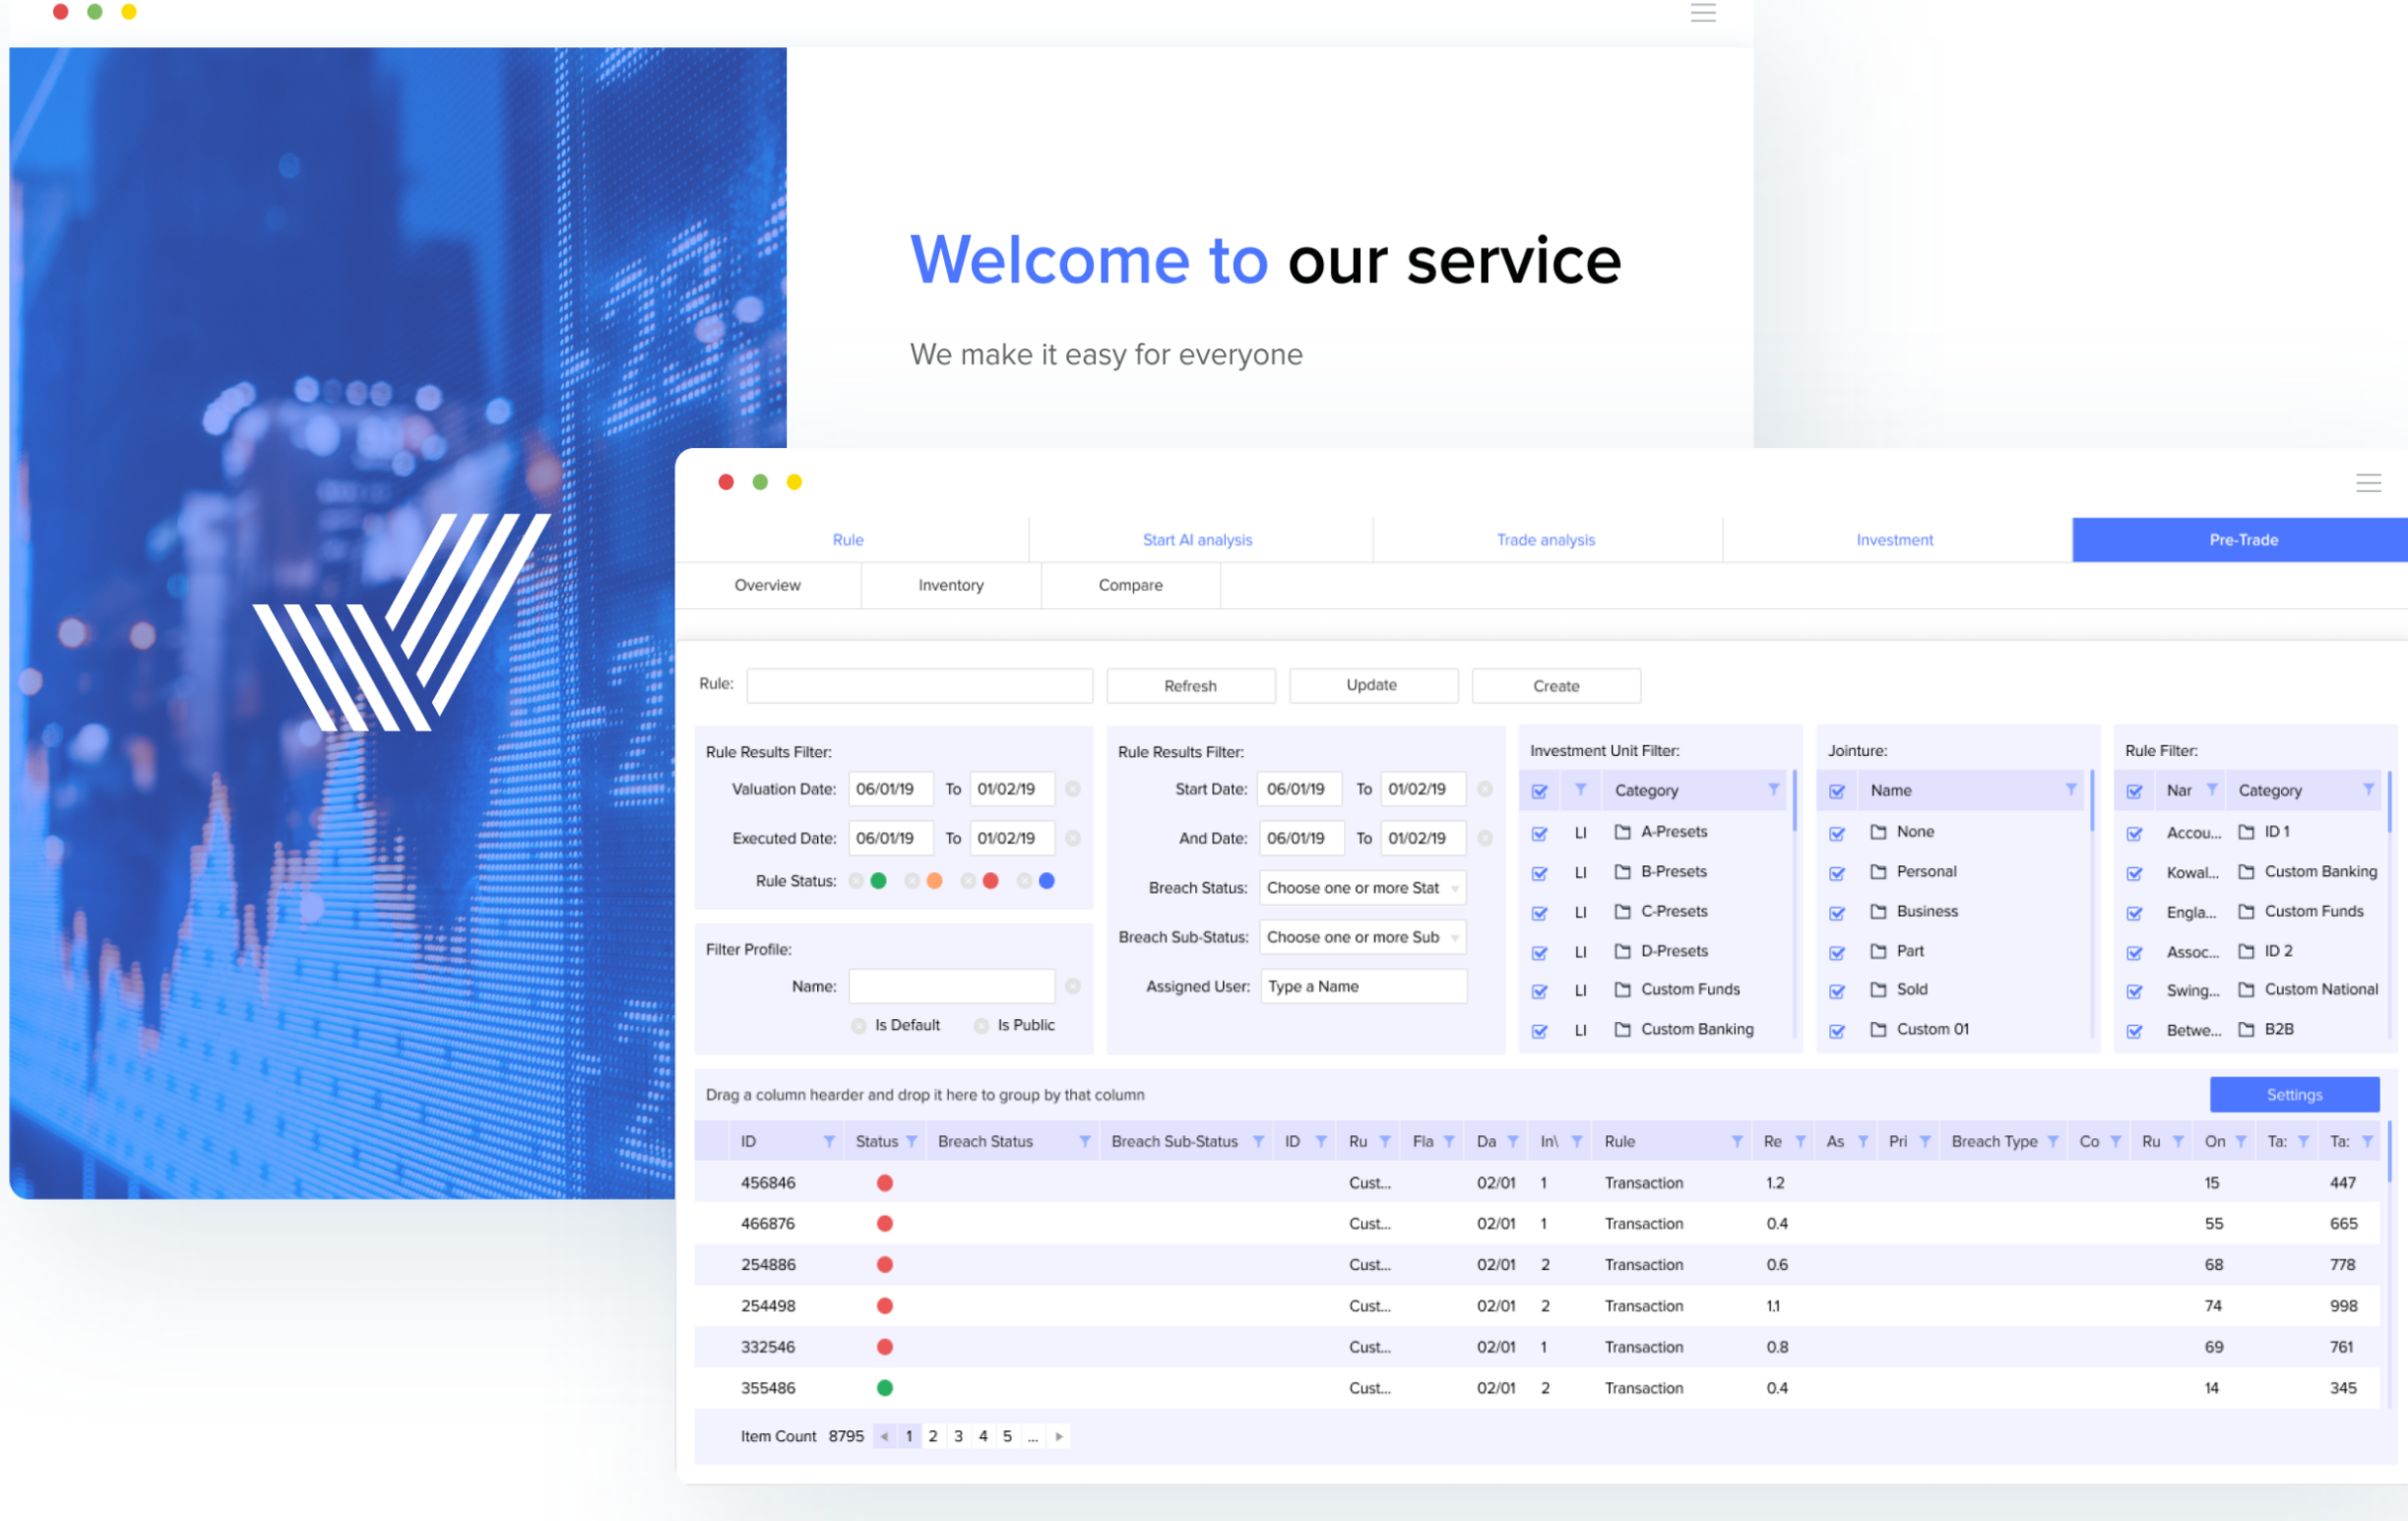 Welcome to our service
We make it easy for everyone
Rule Start AI analysis Trade analysis Investment Pre-Trade
Overview Inventory Compare
Rule: Refresh Update Create
Rule Results Filter:
Valuation Date: 06/01/19 To 01/02/19
Executed Date: 06/01/19 To 01/02/19
Rule Status:
Filter Profile:
Name:
Is Default Is Public
Rule Results Filter:
Start Date: 06/01/19 To 01/02/19
And Date: 06/01/19 To 01/02/19
Breach Status: Choose one or more Stat
Breach Sub-Status: Choose one or more Sub
Assigned User: Type a Name
Investment Unit Filter:
Category
LI A-Presets
LI B-Presets
LI C-Presets
LI D-Presets
LI Custom Funds
LI Custom Banking
Jointure:
Name
None
Personal
Business
Part
Sold
Custom 01
Rule Filter:
Nar Category
Accou... ID 1
Kowal... Custom Banking
Engla... Custom Funds
Assoc... ID 2
Swing... Custom National
Betwe... B2B
Drag a column hearder and drop it here to group by that column Settings
ID Status Breach Status Breach Sub-Status ID Ru Fla Da In\ Rule Re As Pri Breach Type Co Ru On Ta: Ta:
456846 Cust... 02/01 1 Transaction 1.2 15 447
466876 Cust... 02/01 1 Transaction 0.4 55 665
254886 Cust... 02/01 2 Transaction 0.6 68 778
254498 Cust... 02/01 2 Transaction 1.1 74 998
332546 Cust... 02/01 1 Transaction 0.8 69 761
355486 Cust... 02/01 2 Transaction 0.4 14 345
Item Count 8795 1 2 3 4 5 ...